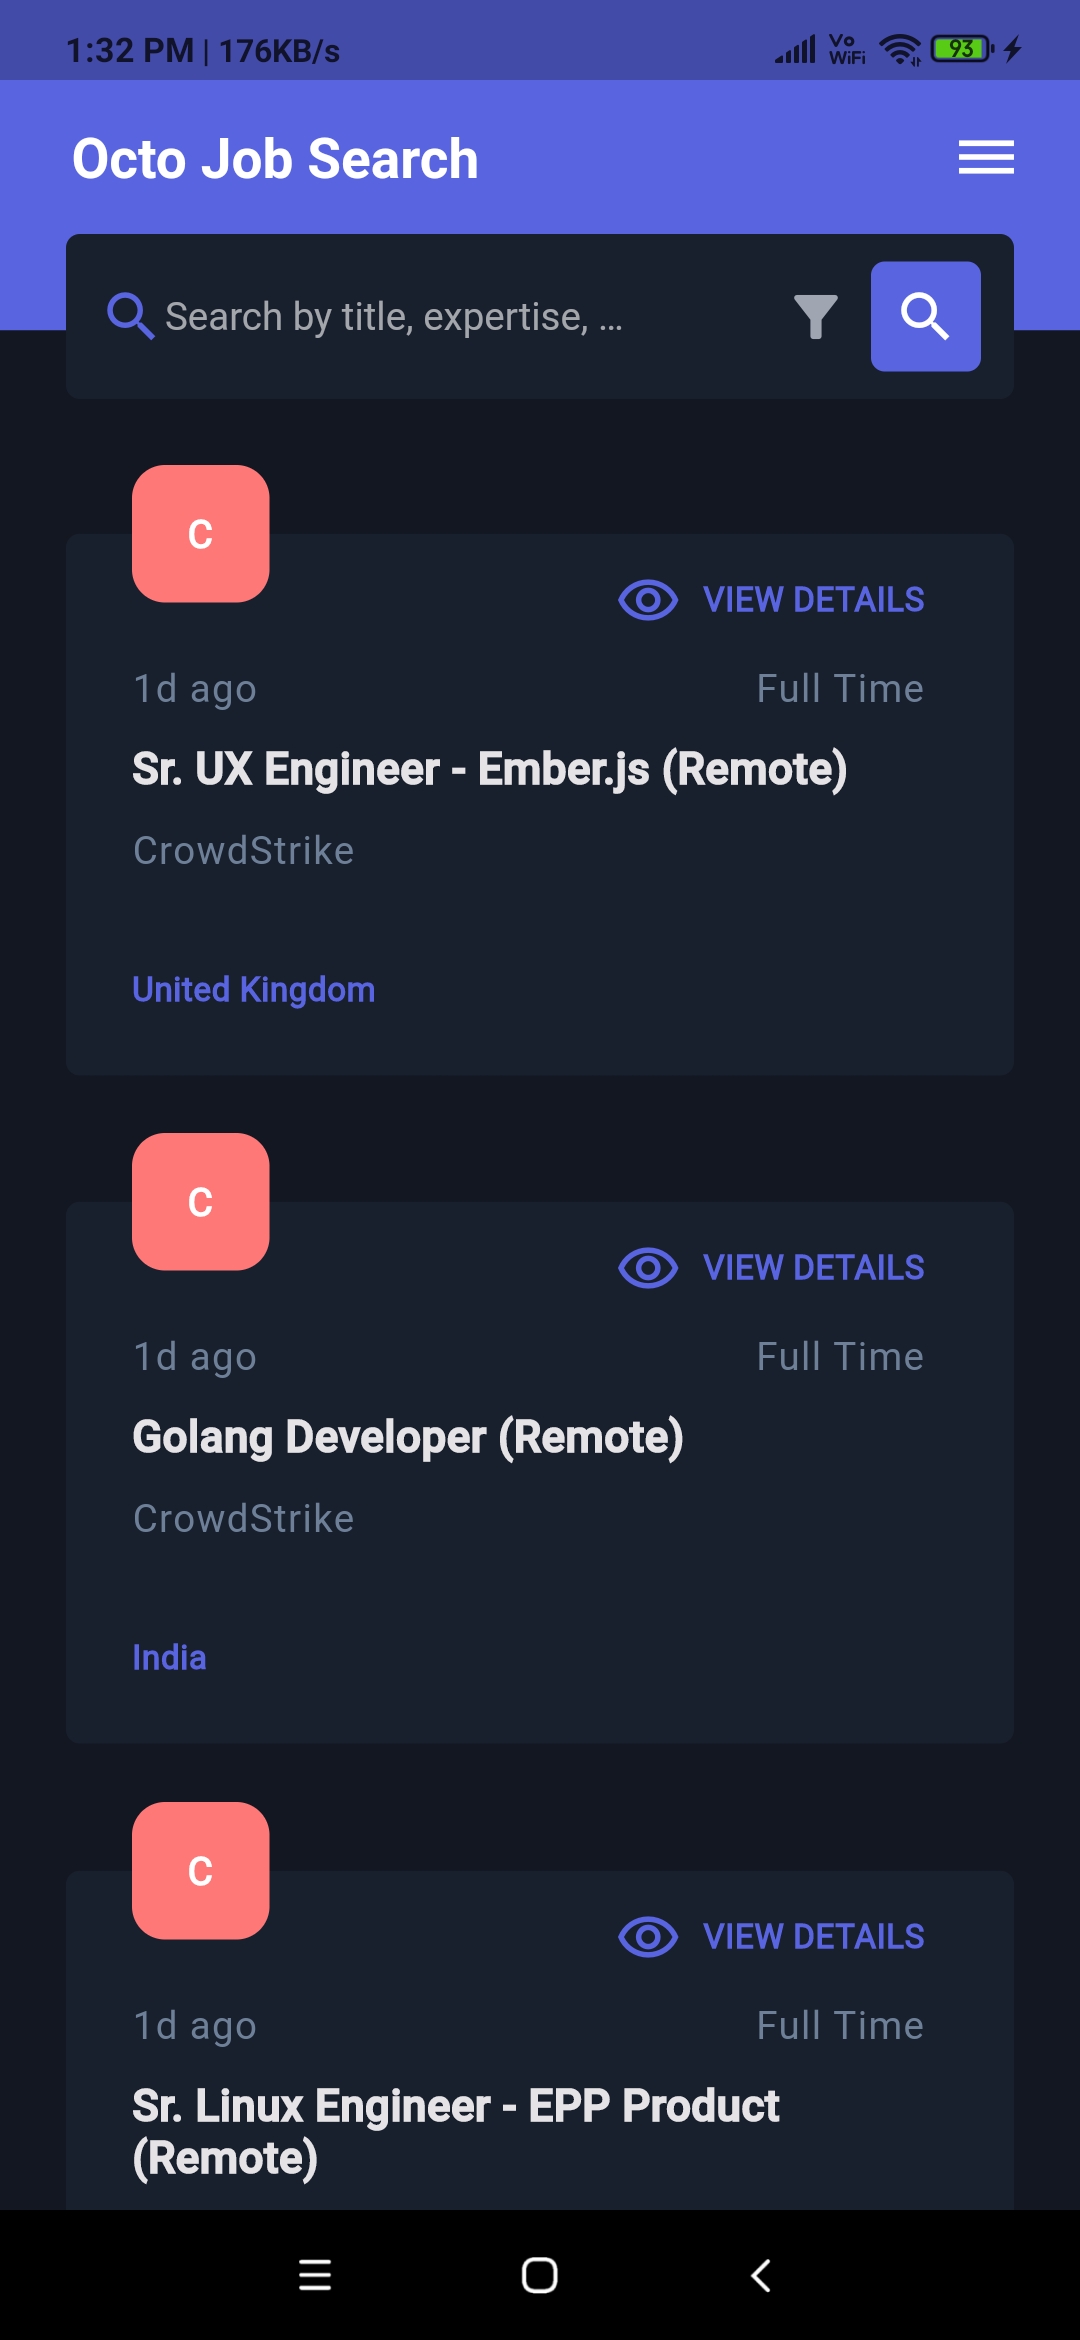 1:32 PM | 176KB/s
Vo
WiFi
93
Octo Job Search
Search by title, expertise, ...
C
VIEW DETAILS
1d ago
Full Time
Sr. UX Engineer - Ember.js (Remote)
CrowdStrike
United Kingdom
C
VIEW DETAILS
1d ago
Full Time
Golang Developer (Remote)
CrowdStrike
India
C
VIEW DETAILS
1d ago
Full Time
Sr. Linux Engineer - EPP Product
(Remote)